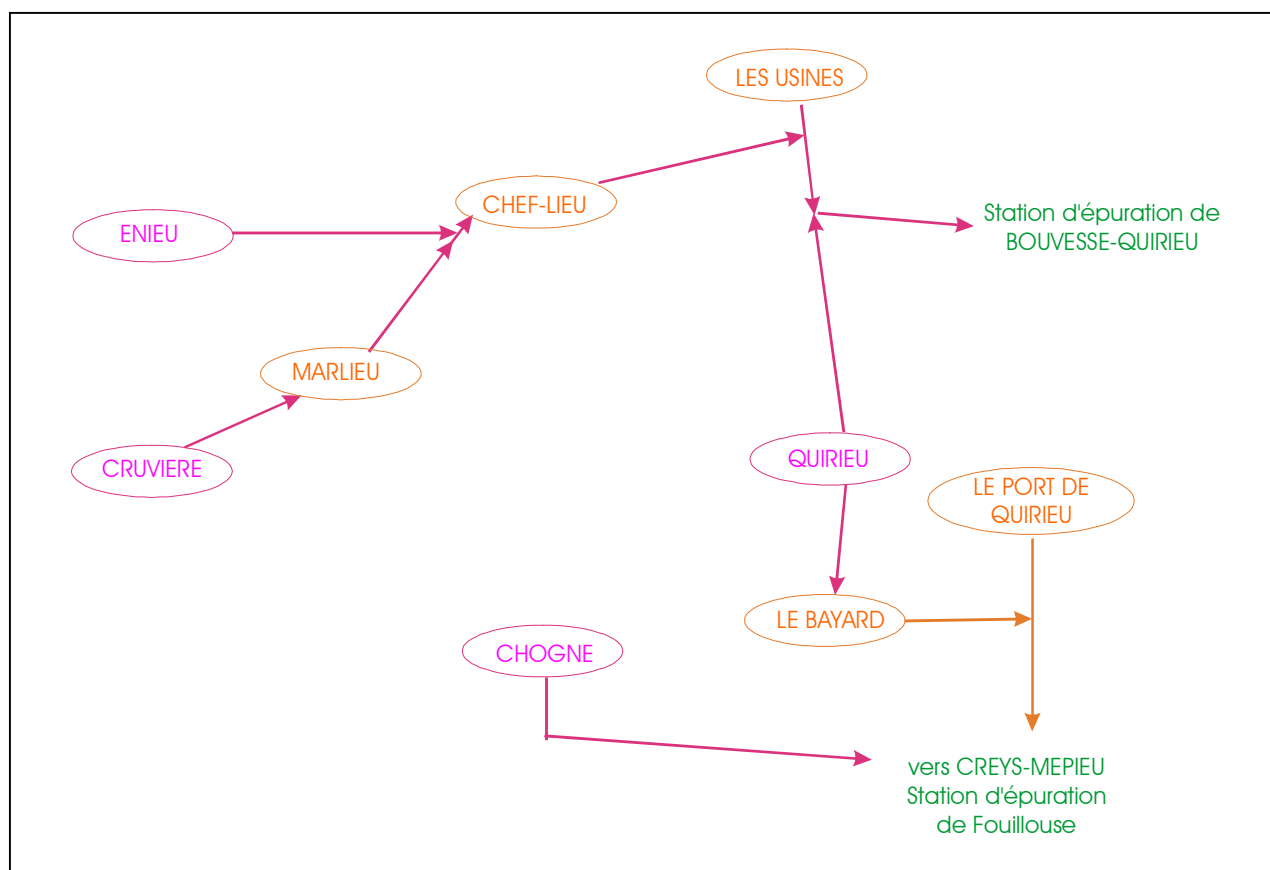 LES USINES
CHEF-LIEU
Station d'épuration de
BOUVESSE-QUIRIEU
ENIEU
MARLIEU
CRUVIERE
QUIRIEU
LE PORT DE
QUIRIEU
LE BAYARD
CHOGNE
vers CREYS-MEPIEU
Station d'épuration
de Fouillouse